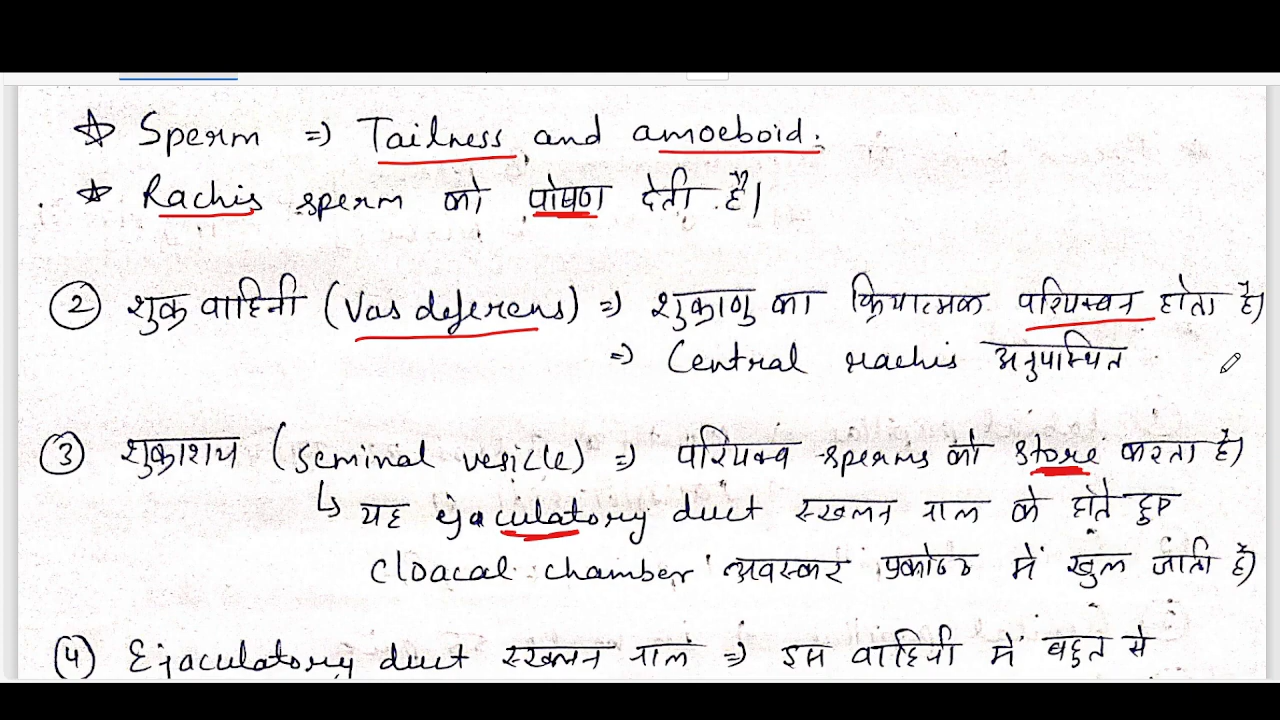 ☆ Sperm => Tailness and amoeboid.
☆ Rachis sperm को पोषण देती है।
② शुक्र वाहिनी (Vas deferens) => शुक्राणु का क्रियात्मक परिपक्वन होता है।
=> Central rachis अनुपस्थित
③ शुक्राशय (Seminal vesicle) => परिपक्व sperms को store करता है।
↳ यह ejaculatory duct स्खलन नाल के होते हुए
Cloacal chamber अवस्कर प्रकोष्ठ में खुल जाती है।
④ Ejaculatory duct स्खलन नाल => इस वाहिनी में बहुत से